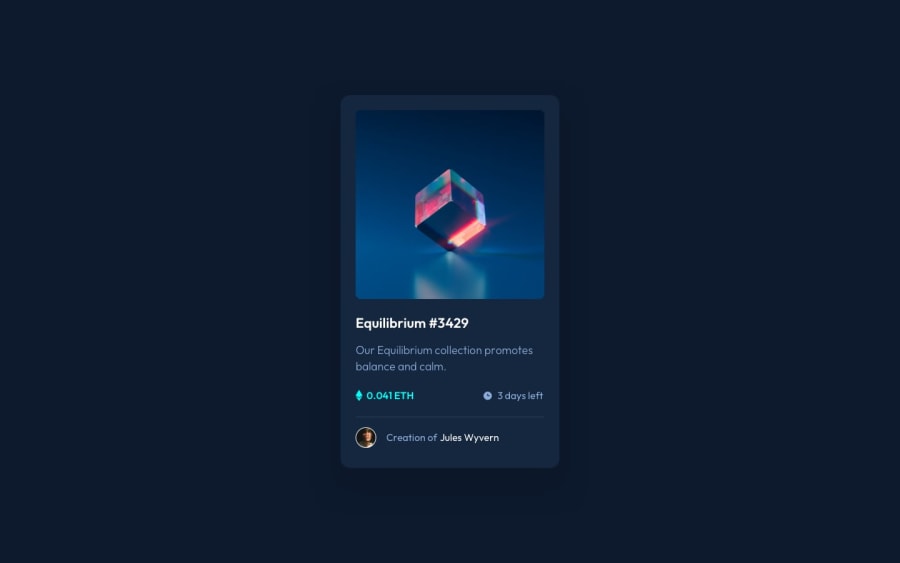 Equilibrium #3429
Our Equilibrium collection promotes
balance and calm.
0.041 ETH 3 days left
Creation of Jules Wyvern